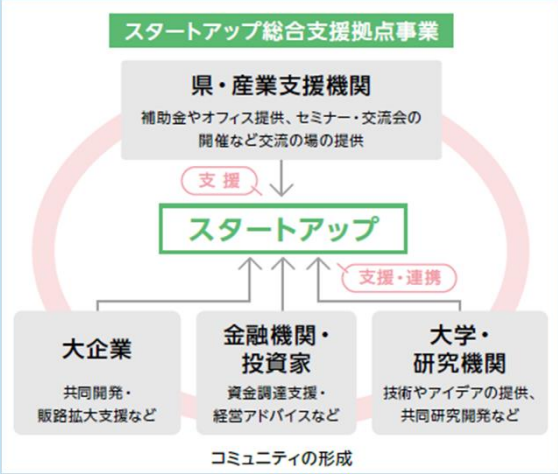 スタートアップ総合支援拠点事業
県・産業支援機関
補助金やオフィス提供、セミナー・交流会の
開催など交流の場の提供
支援
スタートアップ
支援・連携
大企業
共同開発・
販路拡大支援など
金融機関・
投資家
資金調達支援・
経営アドバイスなど
大学・
研究機関
技術やアイデアの提供、
共同研究開発など
コミュニティの形成